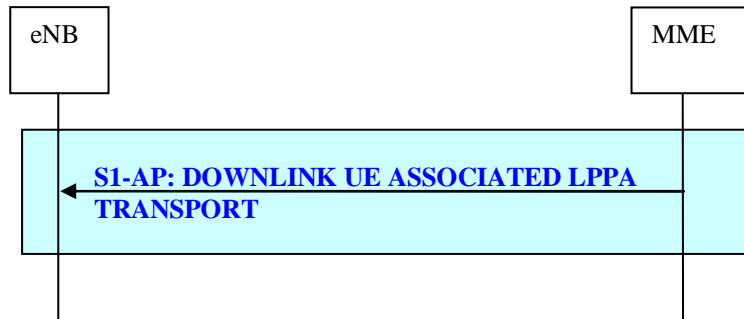 eNB
MME
S1-AP: DOWNLINK UE ASSOCIATED LPPA
TRANSPORT